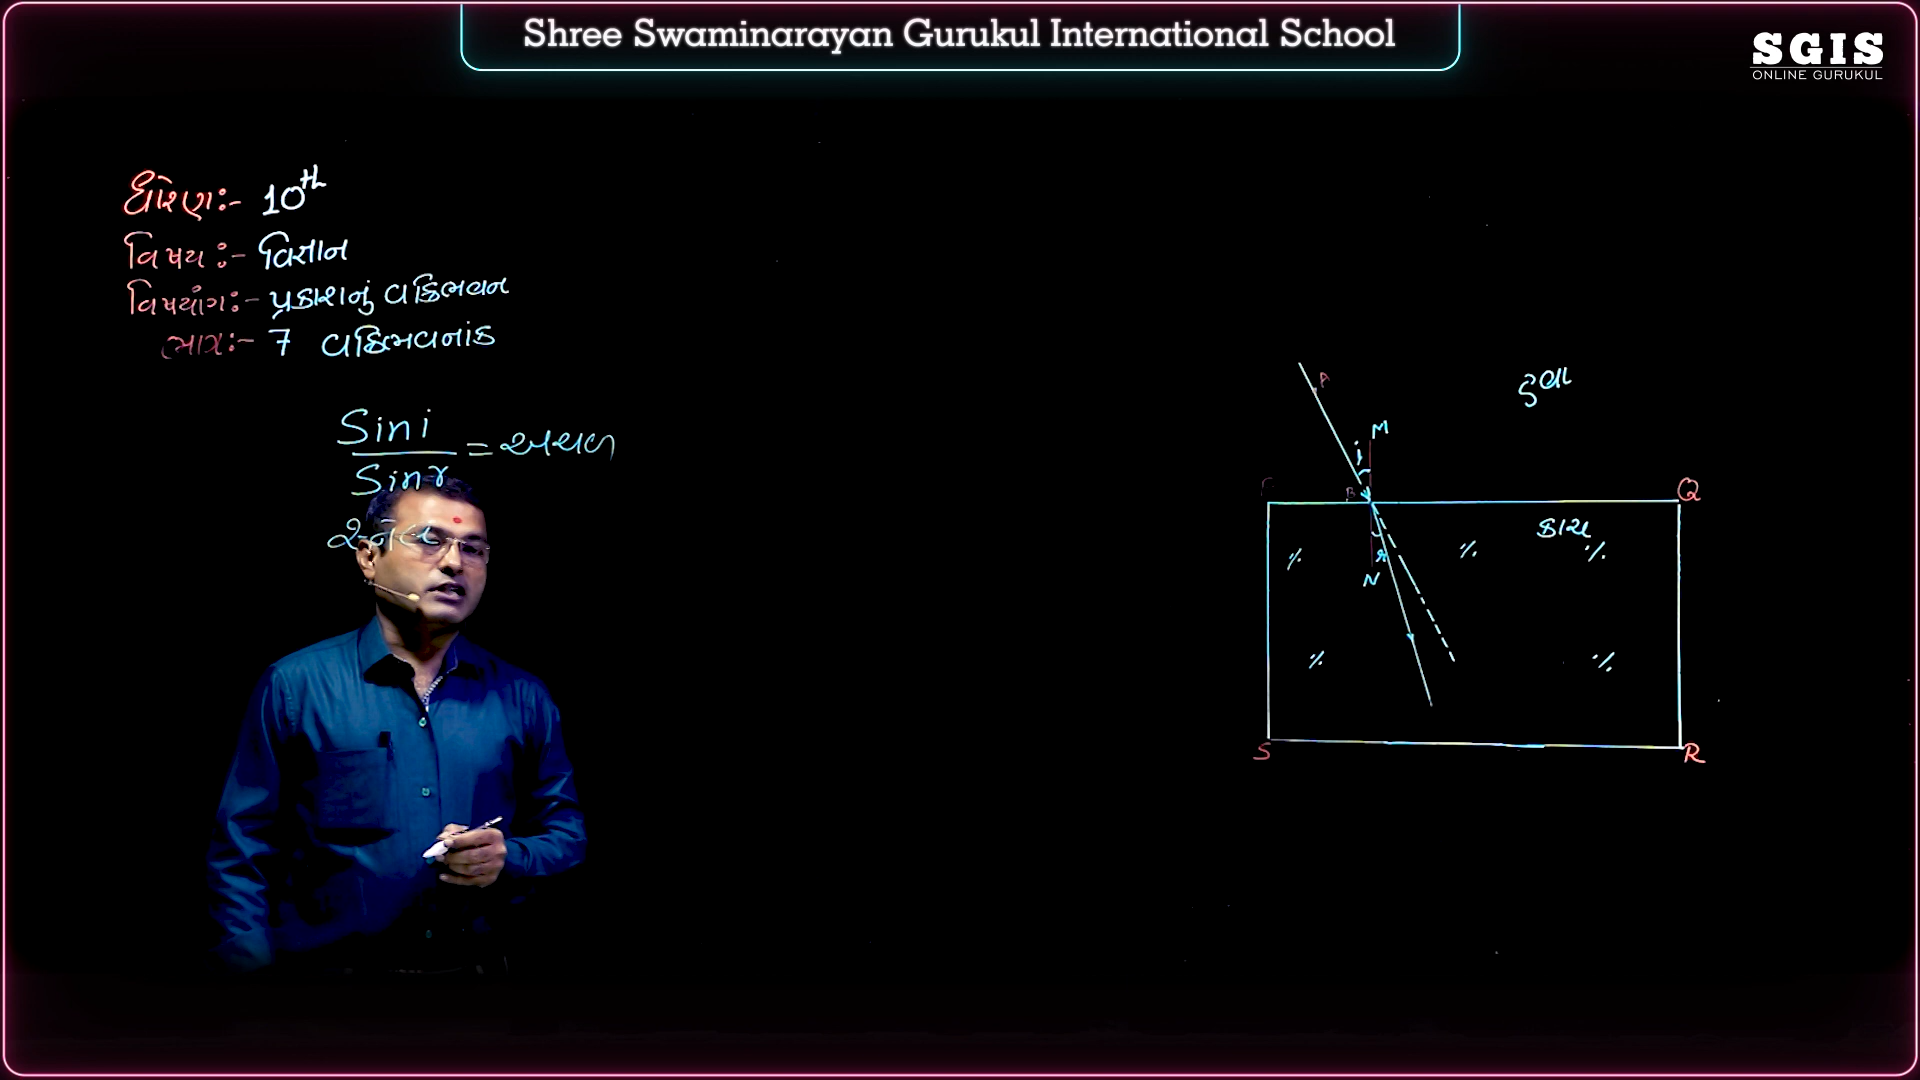 Shree Swaminarayan Gurukul International School
SGIS
ONLINE GURUKUL
ધોરણ:- 10th
વિષય:- વિજ્ઞાન
વિષયાંગ:- પ્રકાશનું વક્રિભવન
ભાગ:- 7 વક્રિભવનાંક
Sin i
= અચળ
Sin r
સ્નેલ
A
હવા
M
i
B
Q
કાચ
r
N
S
R